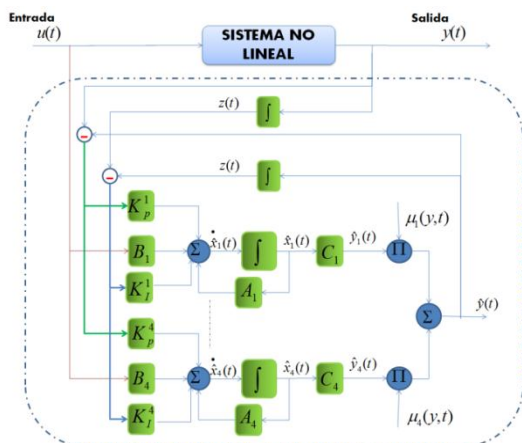 Entrada
u(t)
SISTEMA NO
LINEAL
Salida
y(t)
z(t)
∫
−
z(t)
∫
−
K_p^1
μ_1(y,t)
B_1
Σ
ẋ̂_1(t)
∫
x̂_1(t)
C_1
ŷ_1(t)
Π
K_I^1
A_1
Σ
ŷ(t)
K_p^4
B_4
Σ
ẋ̂_4(t)
∫
x̂_4(t)
C_4
ŷ_4(t)
Π
K_I^4
A_4
μ_4(y,t)